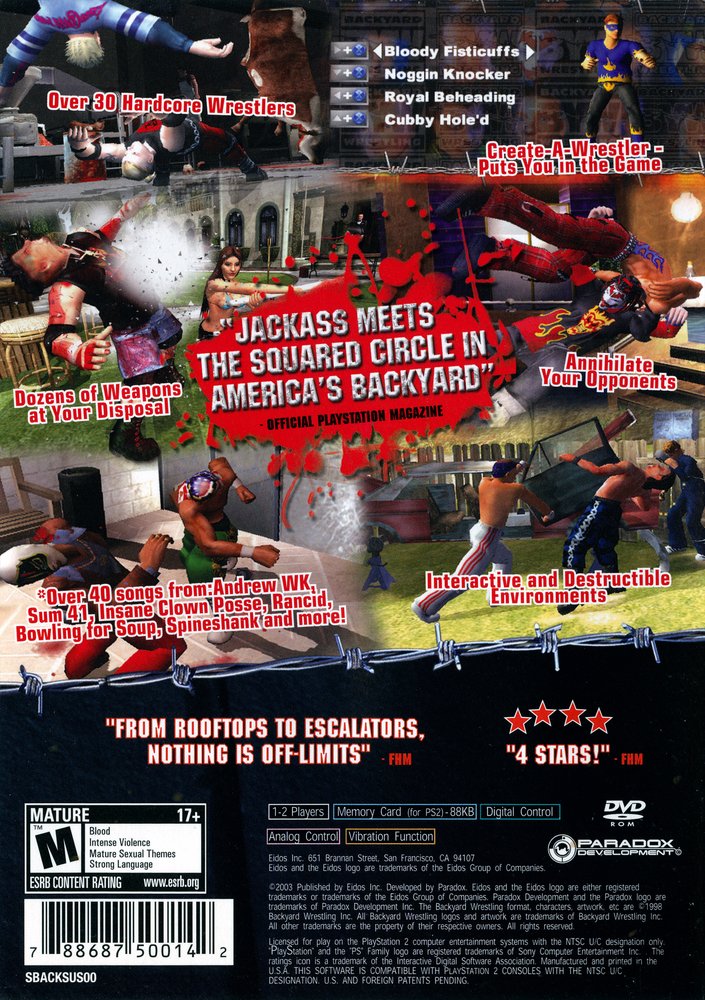 Over 30 Hardcore Wrestlers
Bloody Fisticuffs
Noggin Knocker
Royal Beheading
Cubby Hole'd
Create-A-Wrestler -
Puts You in the Game
"JACKASS MEETS
THE SQUARED CIRCLE IN
AMERICA'S BACKYARD"
- OFFICIAL PLAYSTATION MAGAZINE
Dozens of Weapons
at Your Disposal
Annihilate
Your Opponents
*Over 40 songs from:Andrew WK,
Sum 41, Insane Clown Posse, Rancid,
Bowling for Soup, Spineshank and more!
Interactive and Destructible
Environments
"FROM ROOFTOPS TO ESCALATORS,
NOTHING IS OFF-LIMITS" - FHM
"4 STARS!" - FHM
MATURE 17+
M
TM
Blood
Intense Violence
Mature Sexual Themes
Strong Language
ESRB CONTENT RATING www.esrb.org
1-2 Players
Memory Card (for PS2)-88KB
Digital Control
Analog Control
Vibration Function
DVD
ROM
PARADOX
DEVELOPMENT
Eidos Inc. 651 Brannan Street, San Francisco, CA 94107
Eidos and the Eidos logo are trademarks of the Eidos Group of Companies.
©2003 Published by Eidos Inc. Developed by Paradox. Eidos and the Eidos logo are either registered
trademarks or trademarks of Eidos Group of Companies. Paradox Development and the Paradox logo are
trademarks of Paradox Development Inc. The Backyard Wrestling format, characters, artwork, etc are ©1998
Backyard Wrestling Inc. All Backyard Wrestling logos and artwork are trademarks of Backyard Wrestling Inc.
All other trademarks are the property of their respective owners. All rights reserved.
Licensed for play on the PlayStation 2 computer entertainment systems with the NTSC U/C designation only.
"PlayStation" and the "PS" Family logo are registered trademarks of Sony Computer Entertainment Inc. The
ratings icon is a trademark of the Interactive Digital Software Association. Manufactured and printed in the
U.S.A. THIS SOFTWARE IS COMPATIBLE WITH PLAYSTATION 2 CONSOLES WITH THE NTSC U/C
DESIGNATION. U.S. AND FOREIGN PATENTS PENDING.
7 88687 50014 2
SBACKSUS00